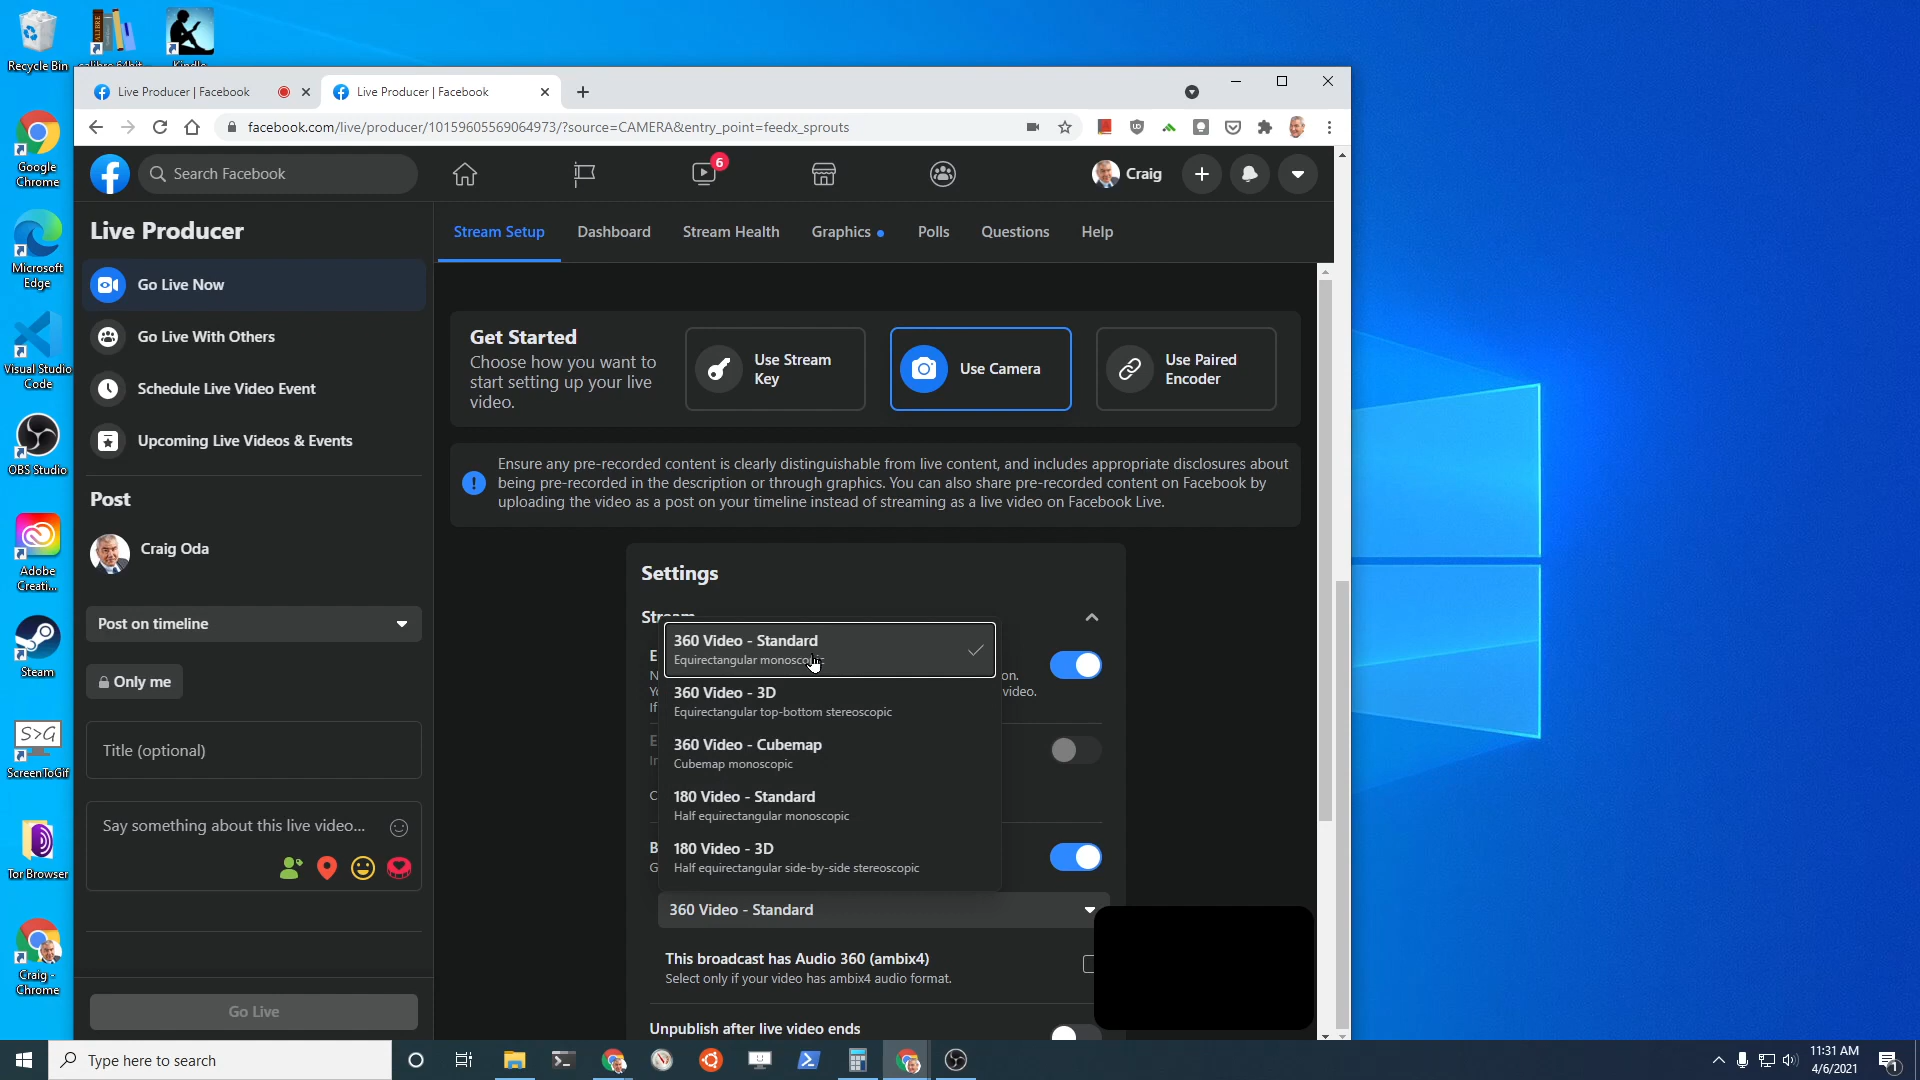 Recycle Bin
Google
Chrome
Microsoft
Edge
Visual Studio
Code
OBS Studio
Adobe
Creati...
Steam
S>G
ScreenToGif
Tor Browser
Craig -
Chrome
Live Producer | Facebook
Live Producer | Facebook
facebook.com/live/producer/10159605569064973/?source=CAMERA&entry_point=feedx_sprouts
Search Facebook
6
Craig
Live Producer
Go Live Now
Go Live With Others
Schedule Live Video Event
Upcoming Live Videos & Events
Post
Craig Oda
Post on timeline
Only me
Title (optional)
Say something about this live video...
Go Live
Stream Setup
Dashboard
Stream Health
Graphics
Polls
Questions
Help
Get Started
Choose how you want to
start setting up your live
video.
Use Stream
Key
Use Camera
Use Paired
Encoder
Ensure any pre-recorded content is clearly distinguishable from live content, and includes appropriate disclosures about
being pre-recorded in the description or through graphics. You can also share pre-recorded content on Facebook by
uploading the video as a post on your timeline instead of streaming as a live video on Facebook Live.
Settings
360 Video - Standard
Equirectangular
on.
video.
360 Video - 3D
Equirectangular top-bottom stereoscopic
360 Video - Cubemap
Cubemap monoscopic
180 Video - Standard
Half equirectangular monoscopic
180 Video - 3D
Half equirectangular side-by-side stereoscopic
360 Video - Standard
This broadcast has Audio 360 (ambix4)
Select only if your video has ambix4 audio format.
Unpublish after live video ends
Type here to search
11:31 AM
4/6/2021
1